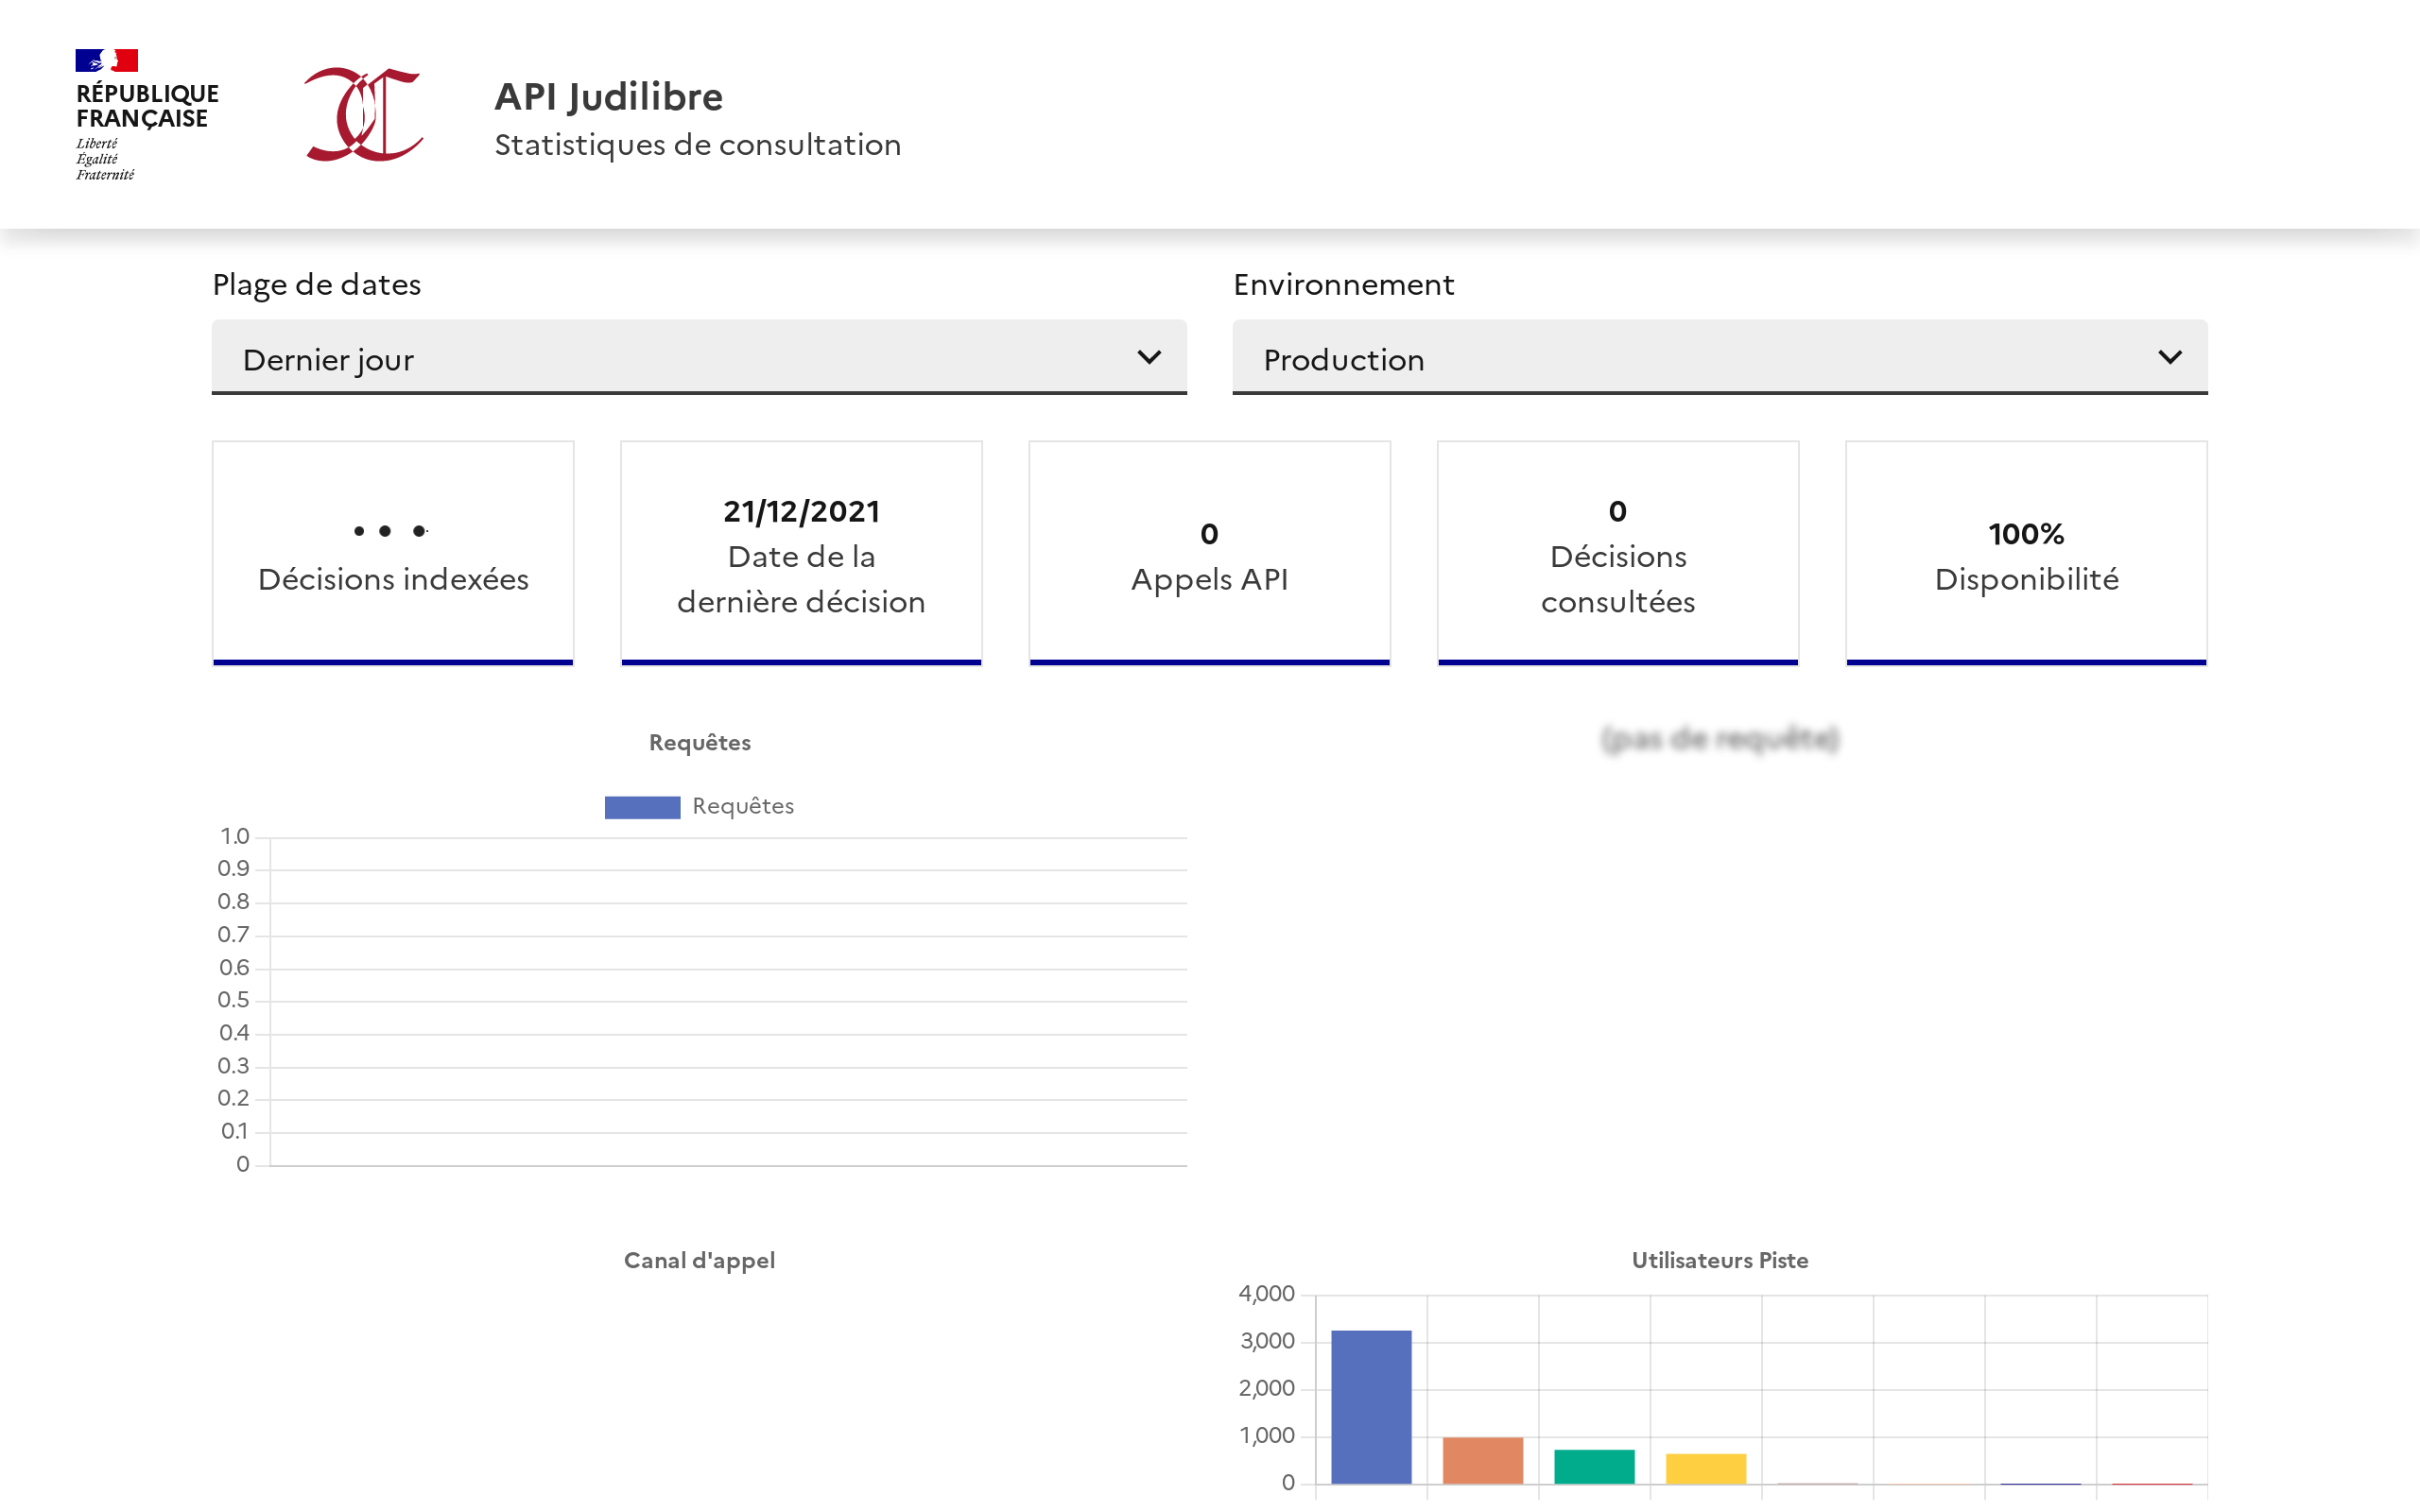 RÉPUBLIQUE
FRANÇAISE
Liberté
Égalité
Fraternité
API Judilibre
Statistiques de consultation
Plage de dates
Dernier jour
Environnement
Production
Décisions indexées
21/12/2021
Date de la
dernière décision
0
Appels API
0
Décisions
consultées
100%
Disponibilité
Requêtes
Requêtes
1.0
0.9
0.8
0.7
0.6
0.5
0.4
0.3
0.2
0.1
0
(pas de requête)
Canal d'appel
Utilisateurs Piste
4,000
3,000
2,000
1,000
0